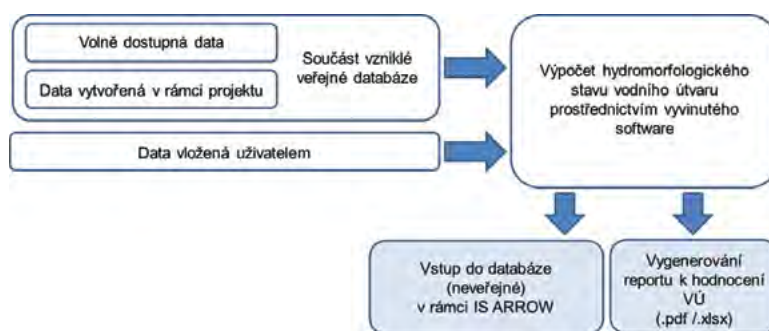 Volně dostupná data
Data vytvořená v rámci projektu
Součást vzniklé
veřejné databáze
Data vložená uživatelem
Výpočet hydromorfologického
stavu vodního útvaru
prostřednictvím vyvinutého
software
Vstup do databáze
(neveřejné)
v rámci IS ARROW
Vygenerování
reportu k hodnocení
VÚ
(.pdf /.xlsx)